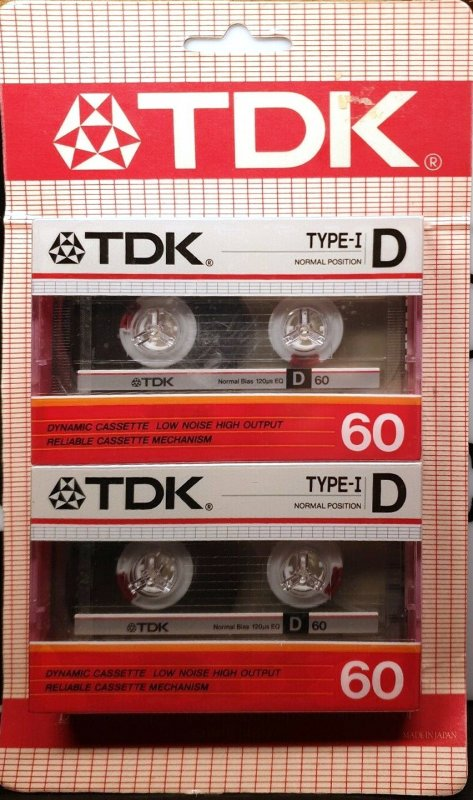 TDK®
TDK® TYPE-I D
NORMAL POSITION
TDK Normal Bias 120μs EQ D 60
DYNAMIC CASSETTE LOW NOISE HIGH OUTPUT
RELIABLE CASSETTE MECHANISM
60
TDK® TYPE-I D
NORMAL POSITION
TDK Normal Bias 120μs EQ D 60
DYNAMIC CASSETTE LOW NOISE HIGH OUTPUT
RELIABLE CASSETTE MECHANISM
60
MADE IN JAPAN